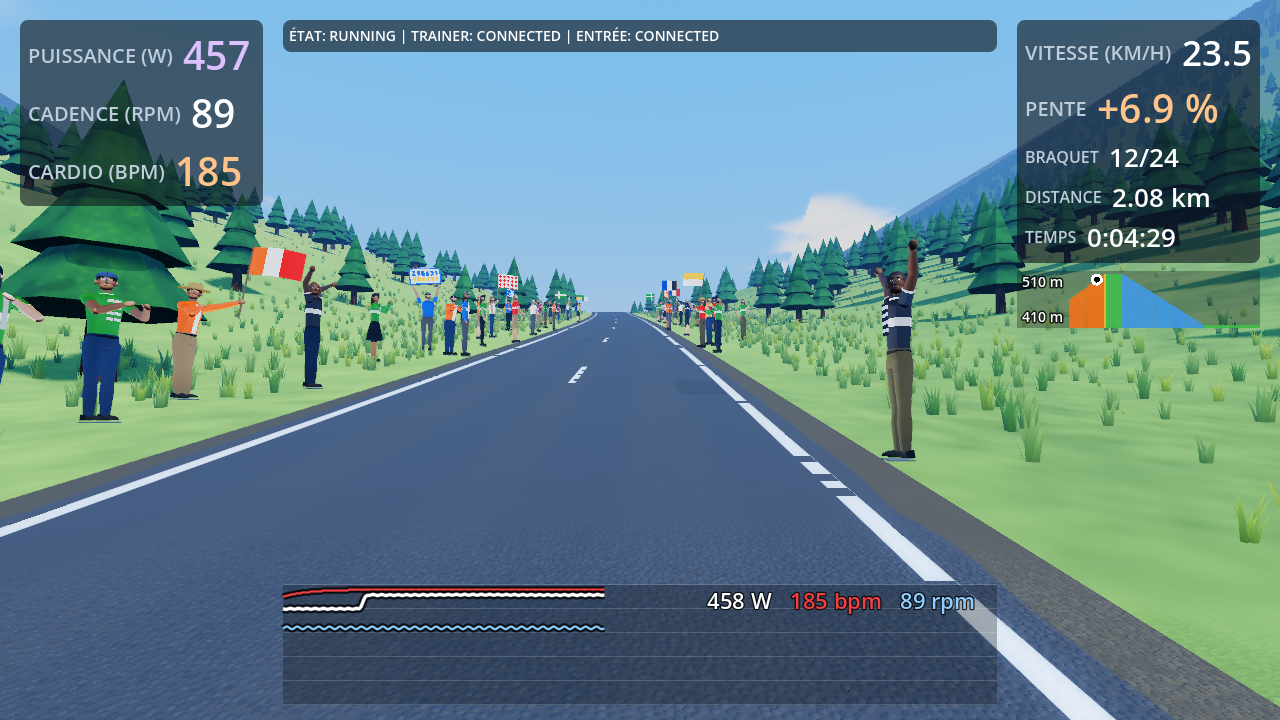 PUISSANCE (W) 457
CADENCE (RPM) 89
CARDIO (BPM) 185
ÉTAT: RUNNING | TRAINER: CONNECTED | ENTRÉE: CONNECTED
VITESSE (KM/H) 23.5
PENTE +6.9 %
BRAQUET 12/24
DISTANCE 2.08 km
TEMPS 0:04:29
510 m
410 m
458 W 185 bpm 89 rpm